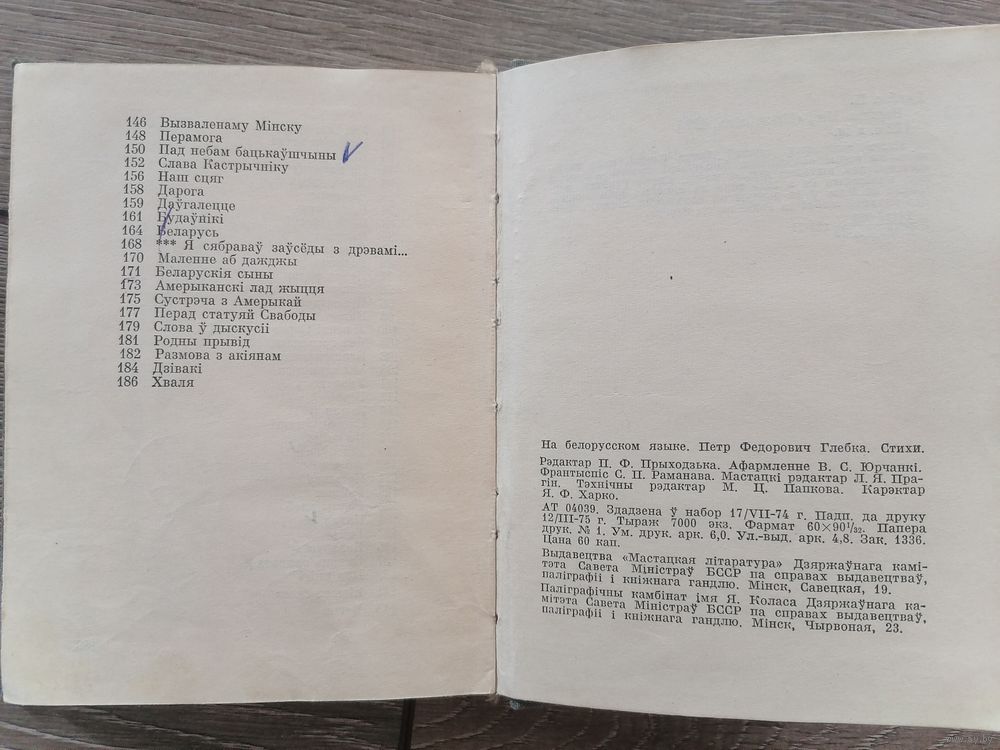 146 Вызваленаму Мінску
148 Перамога
150 Пад небам бацькаўшчыны
152 Слава Кастрычніку
156 Наш сцяг
158 Дарога
159 Даўгалецце
161 Будаўнікі
164 Беларусь
168 *** Я сябраваў заўсёды з дрэвамі...
170 Маленне аб дажджы
171 Беларускія сыны
173 Амерыканскі лад жыцця
175 Сустрэча з Амерыкай
177 Перад статуяй Свабоды
179 Слова ў дыскусіі
181 Родны прывід
182 Размова з акіянам
184 Дзівакі
186 Хваля
На белорусском языке. Петр Федорович Глебка. Стихи.
Рэдактар П. Ф. Прыходзька. Афармленне В. С. Юрчанкі.
Франтыспіс С. П. Раманава. Мастацкі рэдактар Л. Я. Пра-
гін. Тэхнічны рэдактар М. Ц. Папкова. Карэктар
Я. Ф. Харко.
АТ 04039. Здадзена ў набор 17/VII-74 г. Падп. да друку
12/III-75 г. Тыраж 7000 экз. Фармат 60×90¹/₃₂. Папера
друк. № 1. Ум. друк. арк. 6,0. Ул.-выд. арк. 4,8. Зак. 1336.
Цана 60 кап.
Выдавецтва «Мастацкая літаратура» Дзяржаўнага камі-
тэта Савета Міністраў БССР па справах выдавецтваў,
паліграфіі і кніжнага гандлю. Мінск, Савецкая, 19.
Паліграфічны камбінат імя Я. Коласа Дзяржаўнага ка-
мітэта Савета Міністраў БССР па справах выдавецтваў,
паліграфіі і кніжнага гандлю. Мінск, Чырвоная, 23.